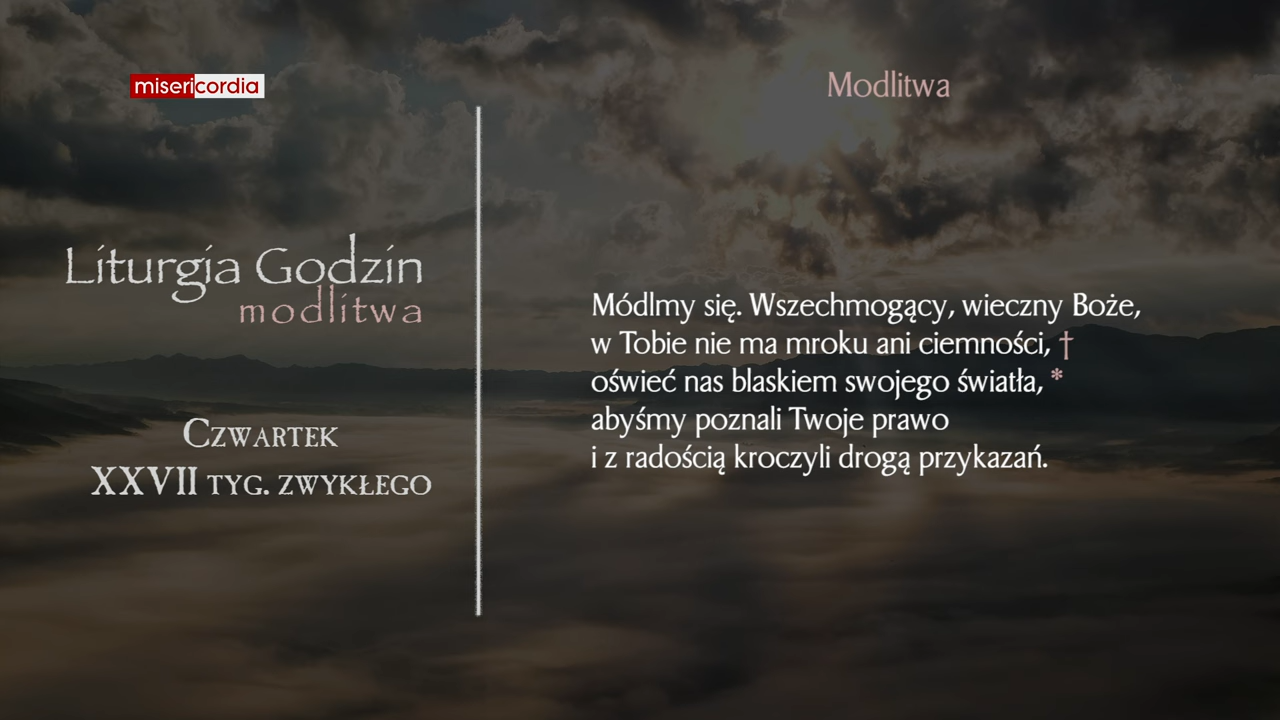 misericordia
Modlitwa
Liturgia Godzin
modlitwa
Czwartek
XXVII tyg. zwykłego
Módlmy się. Wszechmogący, wieczny Boże,
w Tobie nie ma mroku ani ciemności, †
oświeć nas blaskiem swojego światła, *
abyśmy poznali Twoje prawo
i z radością kroczyli drogą przykazań.